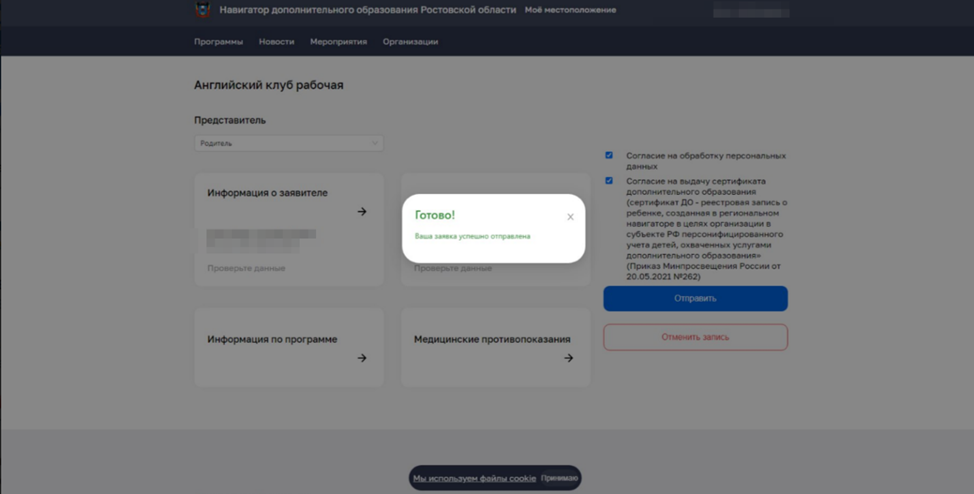 Навигатор дополнительного образования Ростовской области Моё местоположение
Программы Новости Мероприятия Организации
Английский клуб рабочая
Представитель
Родитель
Информация о заявителе
Проверьте данные
Готово!
Ваша заявка успешно отправлена
Проверьте данные
Информация по программе
Медицинские противопоказания
Согласие на обработку персональных
данных
Согласие на выдачу сертификата
дополнительного образования
(сертификат ДО - реестровая запись о
ребенке, созданная в региональном
навигаторе в целях организации в
субъекте РФ персонифицированного
учета детей, охваченных услугами
дополнительного образования»
(Приказ Минпросвещения России от
20.05.2021 №262)
Отправить
Отменить запись
Мы используем файлы cookie Принимаю